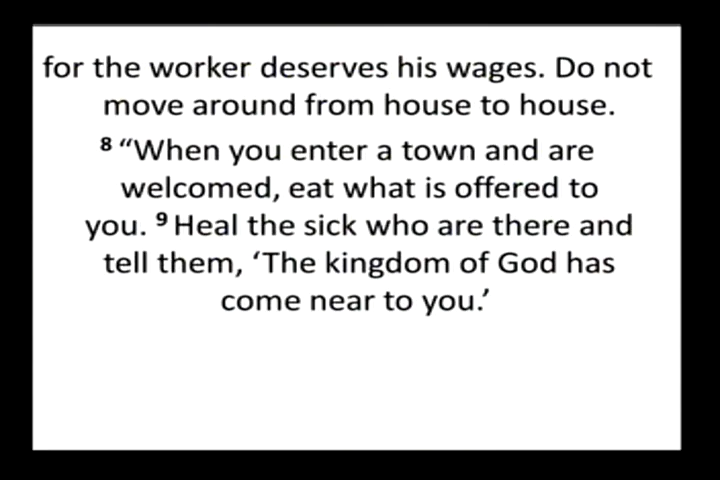 for the worker deserves his wages. Do not
move around from house to house.
8 “When you enter a town and are
welcomed, eat what is offered to
you. 9 Heal the sick who are there and
tell them, ‘The kingdom of God has
come near to you.’